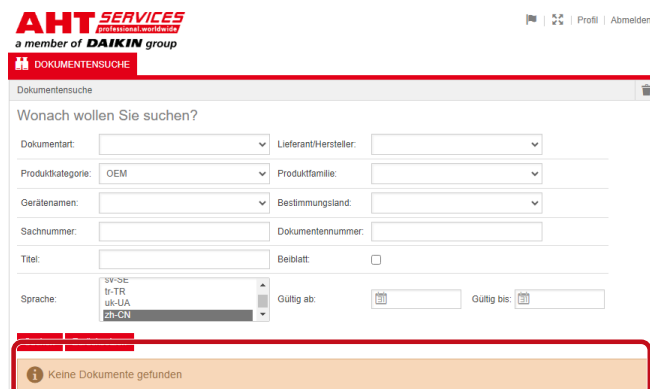 AHT SERVICES
professional.worldwide
a member of DAIKIN group
Profil | Abmelden
DOKUMENTENSUCHE
Dokumentensuche
Wonach wollen Sie suchen?
Dokumentart: Lieferant/Hersteller:
Produktkategorie: OEM Produktfamilie:
Gerätenamen: Bestimmungsland:
Sachnummer: Dokumentennummer:
Titel: Beiblatt:
Sprache: sv-SE
tr-TR
uk-UA
zh-CN
Gültig ab: Gültig bis:
Keine Dokumente gefunden